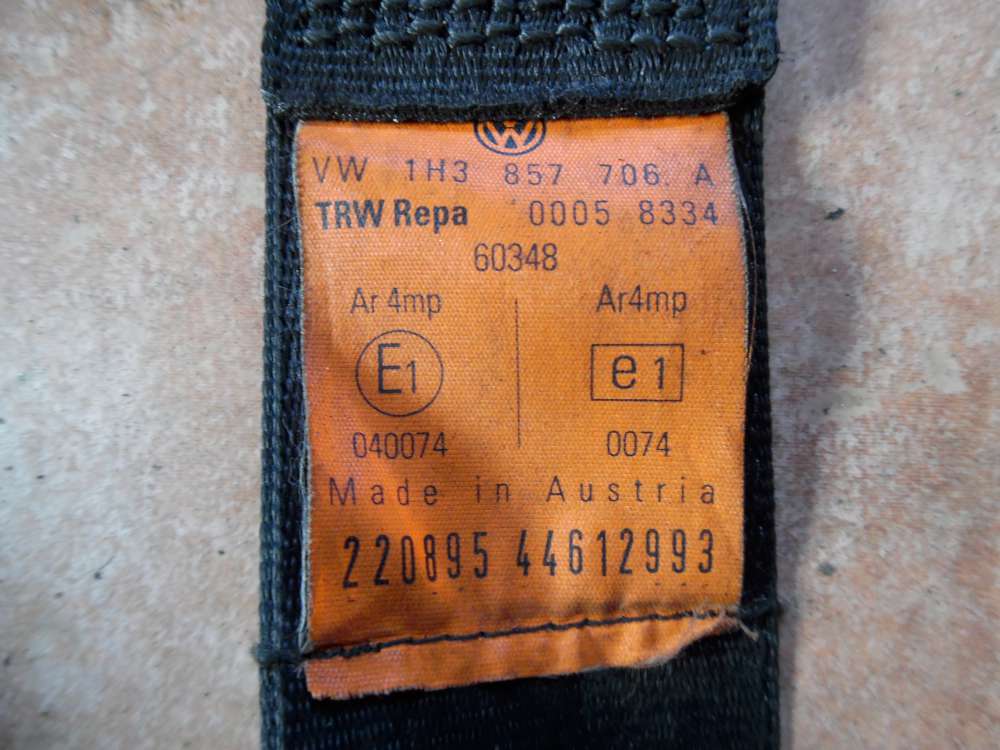 VW 1H3 857 706. A
TRW Repa 0005 8334
60348
Ar 4mp Ar4mp
E1 e1
040074 0074
Made in Austria
220895 44612993